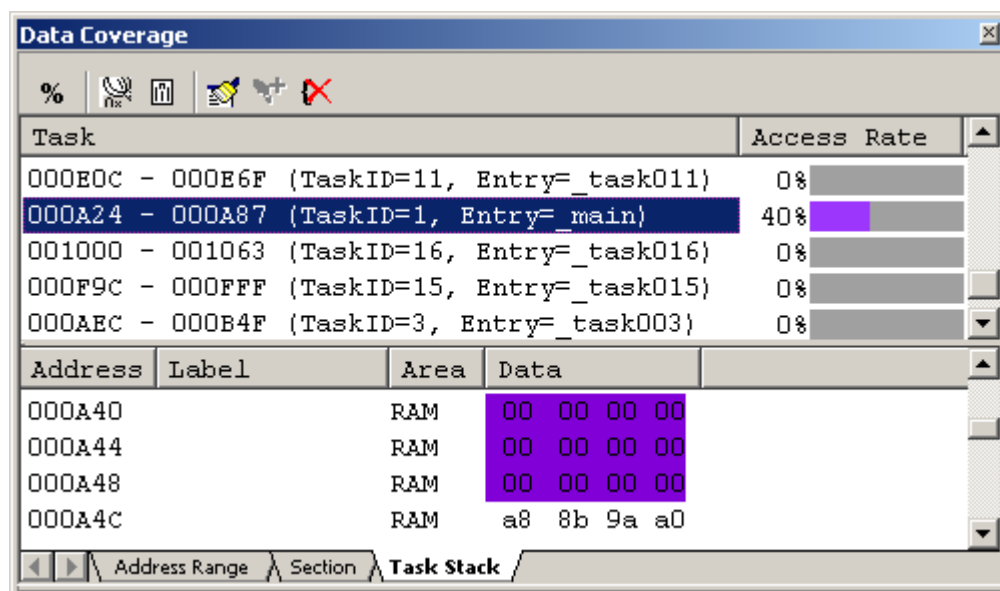 Data Coverage
%
Task Access Rate
000E0C - 000E6F (TaskID=11, Entry=_task011) 0%
000A24 - 000A87 (TaskID=1, Entry=_main) 40%
001000 - 001063 (TaskID=16, Entry=_task016) 0%
000F9C - 000FFF (TaskID=15, Entry=_task015) 0%
000AEC - 000B4F (TaskID=3, Entry=_task003) 0%
Address Label Area Data
000A40 RAM 00 00 00 00
000A44 RAM 00 00 00 00
000A48 RAM 00 00 00 00
000A4C RAM a8 8b 9a a0
Address Range Section Task Stack